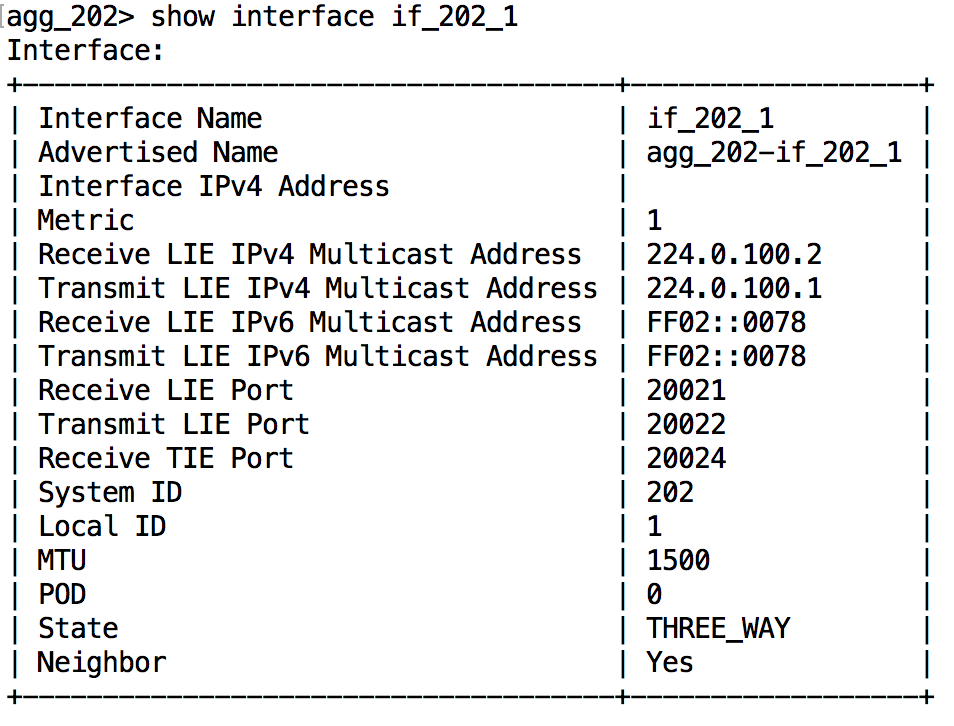 [agg_202> show interface if_202_1
Interface:
+-------------------------------------+------------------+
| Interface Name                      | if_202_1         |
| Advertised Name                     | agg_202-if_202_1 |
| Interface IPv4 Address              |                  |
| Metric                              | 1                |
| Receive LIE IPv4 Multicast Address  | 224.0.100.2      |
| Transmit LIE IPv4 Multicast Address | 224.0.100.1      |
| Receive LIE IPv6 Multicast Address  | FF02::0078       |
| Transmit LIE IPv6 Multicast Address | FF02::0078       |
| Receive LIE Port                    | 20021            |
| Transmit LIE Port                   | 20022            |
| Receive TIE Port                    | 20024            |
| System ID                           | 202              |
| Local ID                            | 1                |
| MTU                                 | 1500             |
| POD                                 | 0                |
| State                               | THREE_WAY        |
| Neighbor                            | Yes              |
+-------------------------------------+------------------+